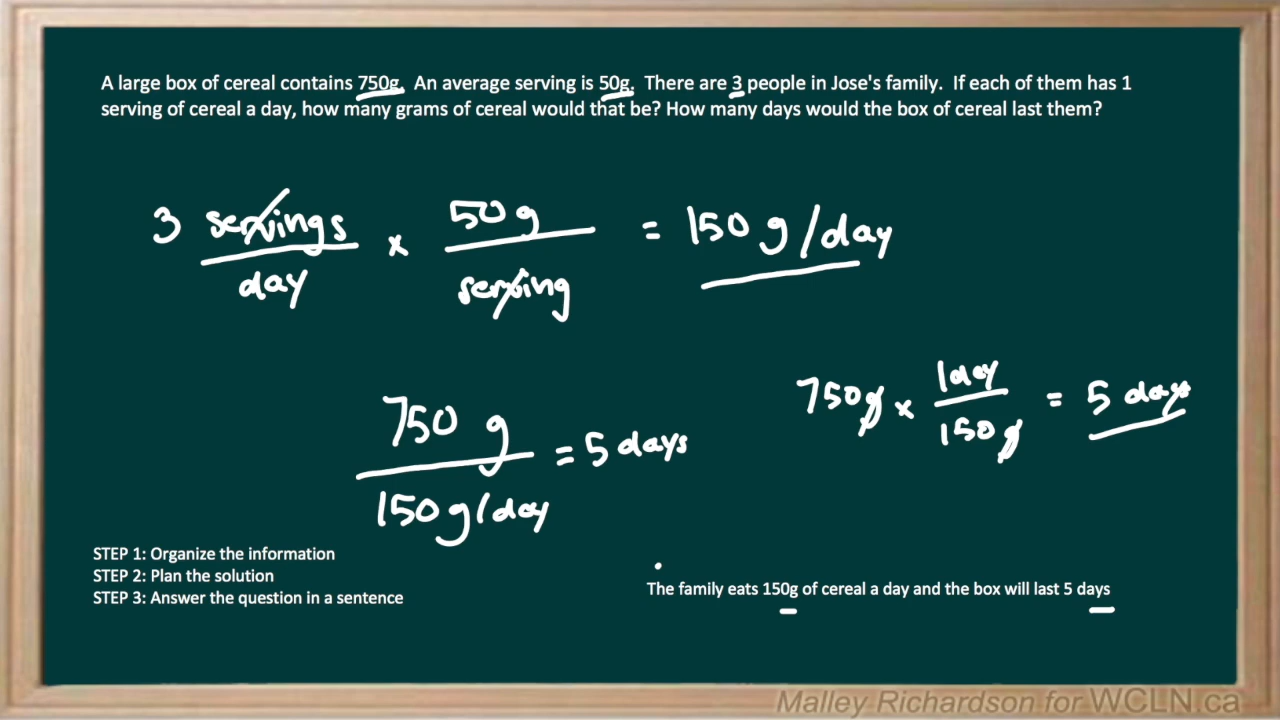 A large box of cereal contains 750g. An average serving is 50g. There are 3 people in Jose's family. If each of them has 1
serving of cereal a day, how many grams of cereal would that be? How many days would the box of cereal last them?
3 servings / day x 50 g / serving = 150 g/day
750g x 1 day / 150 g = 5 days
750 g / 150 g/day = 5 days
STEP 1: Organize the information
STEP 2: Plan the solution
STEP 3: Answer the question in a sentence
The family eats 150g of cereal a day and the box will last 5 days
Malley Richardson for WCLN.ca